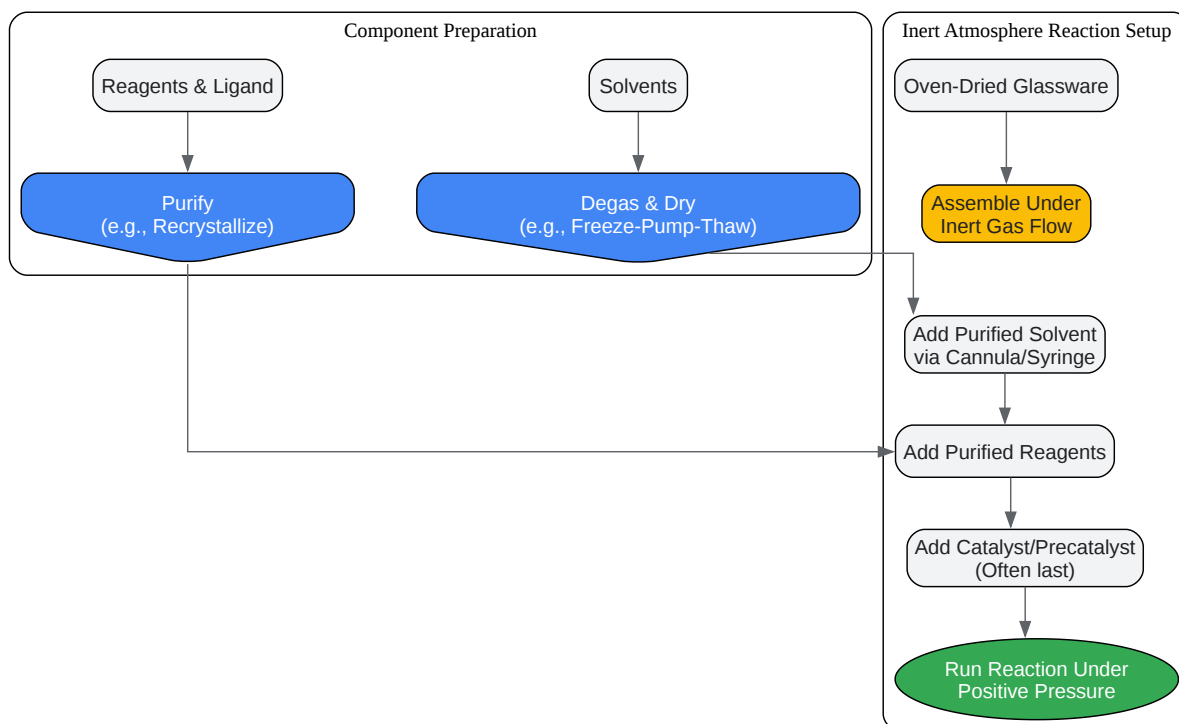 Component Preparation
Reagents & Ligand
Solvents
Purify
(e.g., Recrystallize)
Degas & Dry
(e.g., Freeze-Pump-Thaw)
Inert Atmosphere Reaction Setup
Oven-Dried Glassware
Assemble Under
Inert Gas Flow
Add Purified Solvent
via Cannula/Syringe
Add Purified Reagents
Add Catalyst/Precatalyst
(Often last)
Run Reaction Under
Positive Pressure